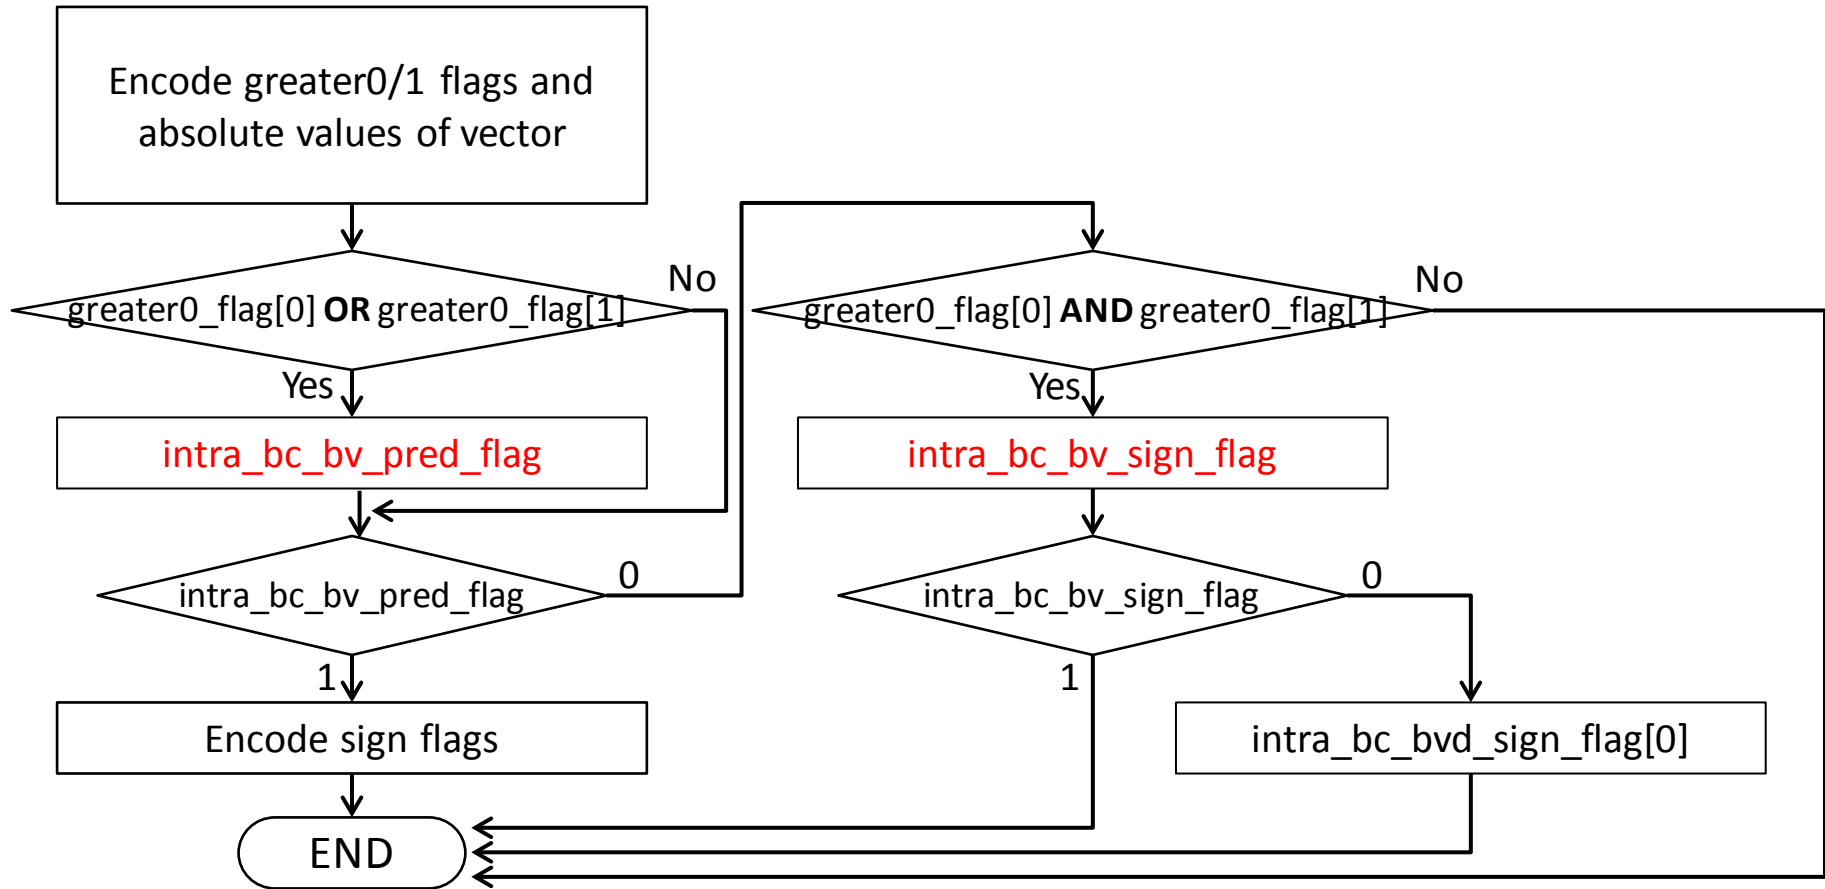 Encode greater0/1 flags and
absolute values of vector
greater0_flag[0] OR greater0_flag[1]
No
Yes
intra_bc_bv_pred_flag
intra_bc_bv_pred_flag
0
1
Encode sign flags
END
greater0_flag[0] AND greater0_flag[1]
No
Yes
intra_bc_bv_sign_flag
intra_bc_bv_sign_flag
0
1
intra_bc_bvd_sign_flag[0]